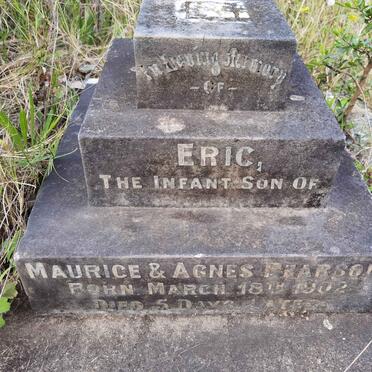 In Loving Memory
- OF -
ERIC,
THE INFANT SON OF
MAURICE & AGNES PEARSON
BORN MARCH 18TH 1902
DIED 5 DAYS LATER